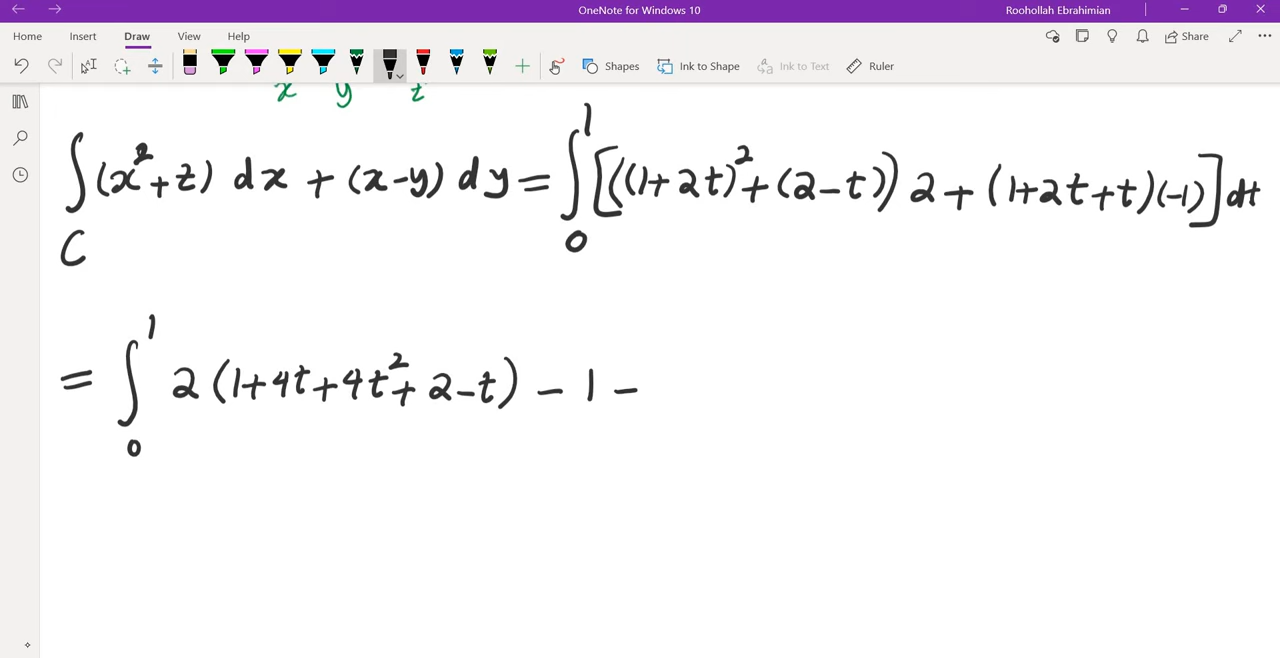 OneNote for Windows 10
Roohollah Ebrahimian
Home Insert Draw View Help
Share
Shapes Ink to Shape Ink to Text Ruler
x y z
∫_C (x²+z) dx + (x-y) dy = ∫_0^1 [((1+2t)²+(2-t)) 2 + (1+2t+t)(-1)] dt
= ∫_0^1 2 (1+4t+4t²+2-t) - 1 -